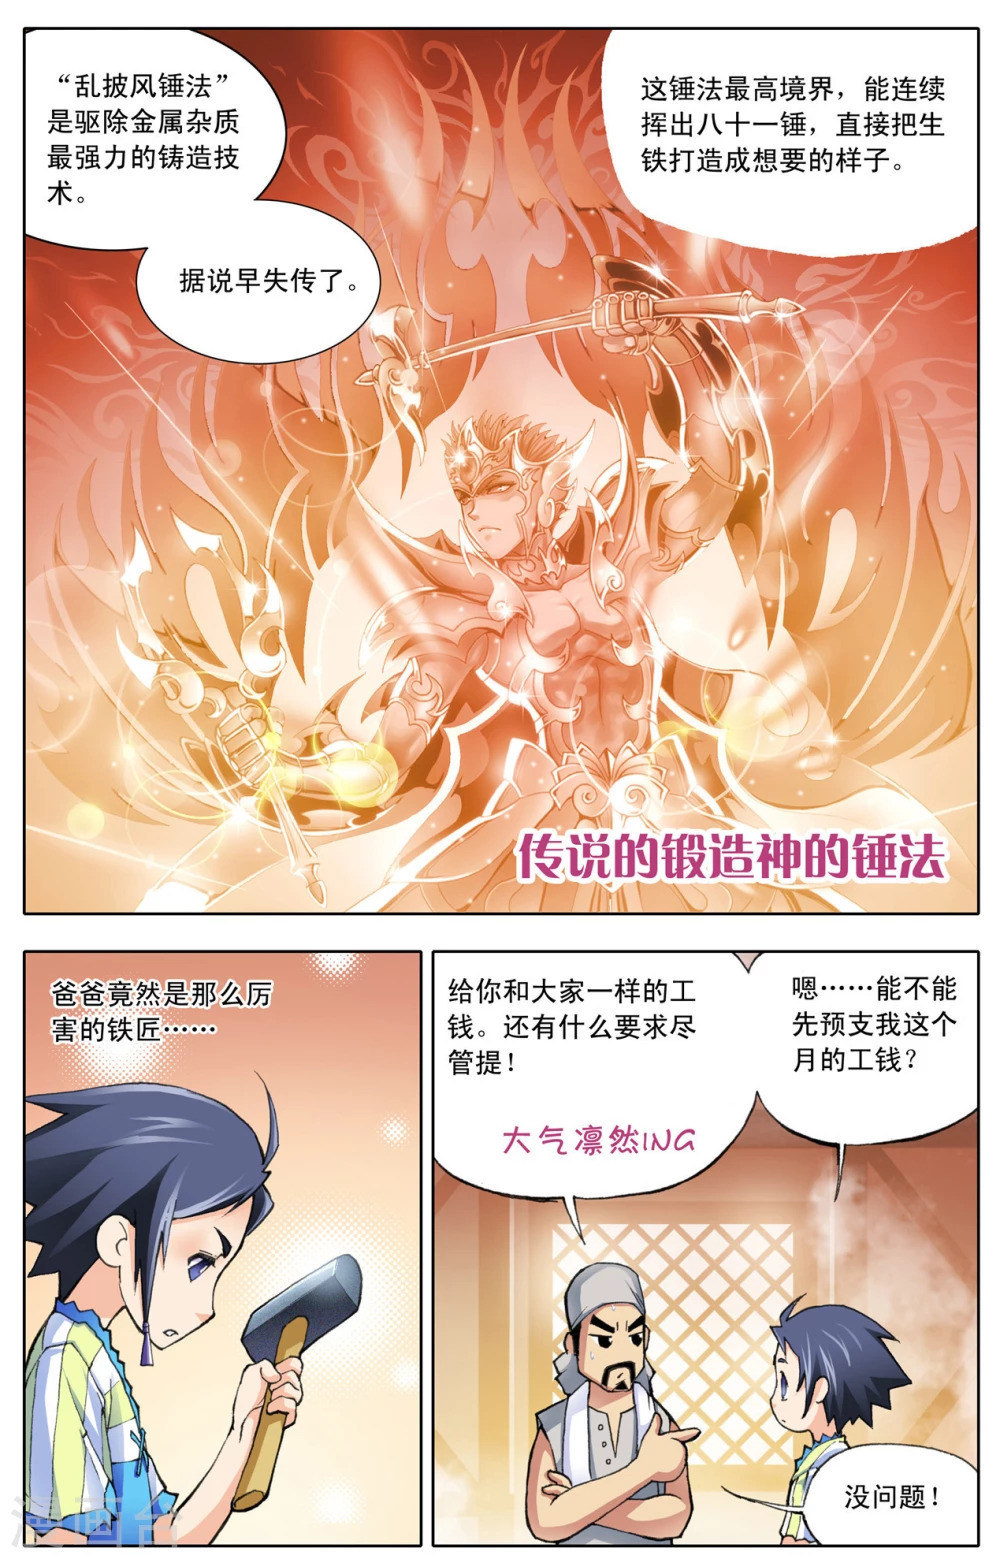 “乱披风锤法”
是驱除金属杂质
最强力的铸造技
术。
据说早失传了。
这锤法最高境界，能连续
挥出八十一锤，直接把生
铁打造成想要的样子。
传说的锻造神的锤法
爸爸竟然是那么厉
害的铁匠……
给你和大家一样的工
钱。还有什么要求尽
管提！
大气凛然ING
嗯……能不能
先预支我这个
月的工钱？
没问题！
漫画台